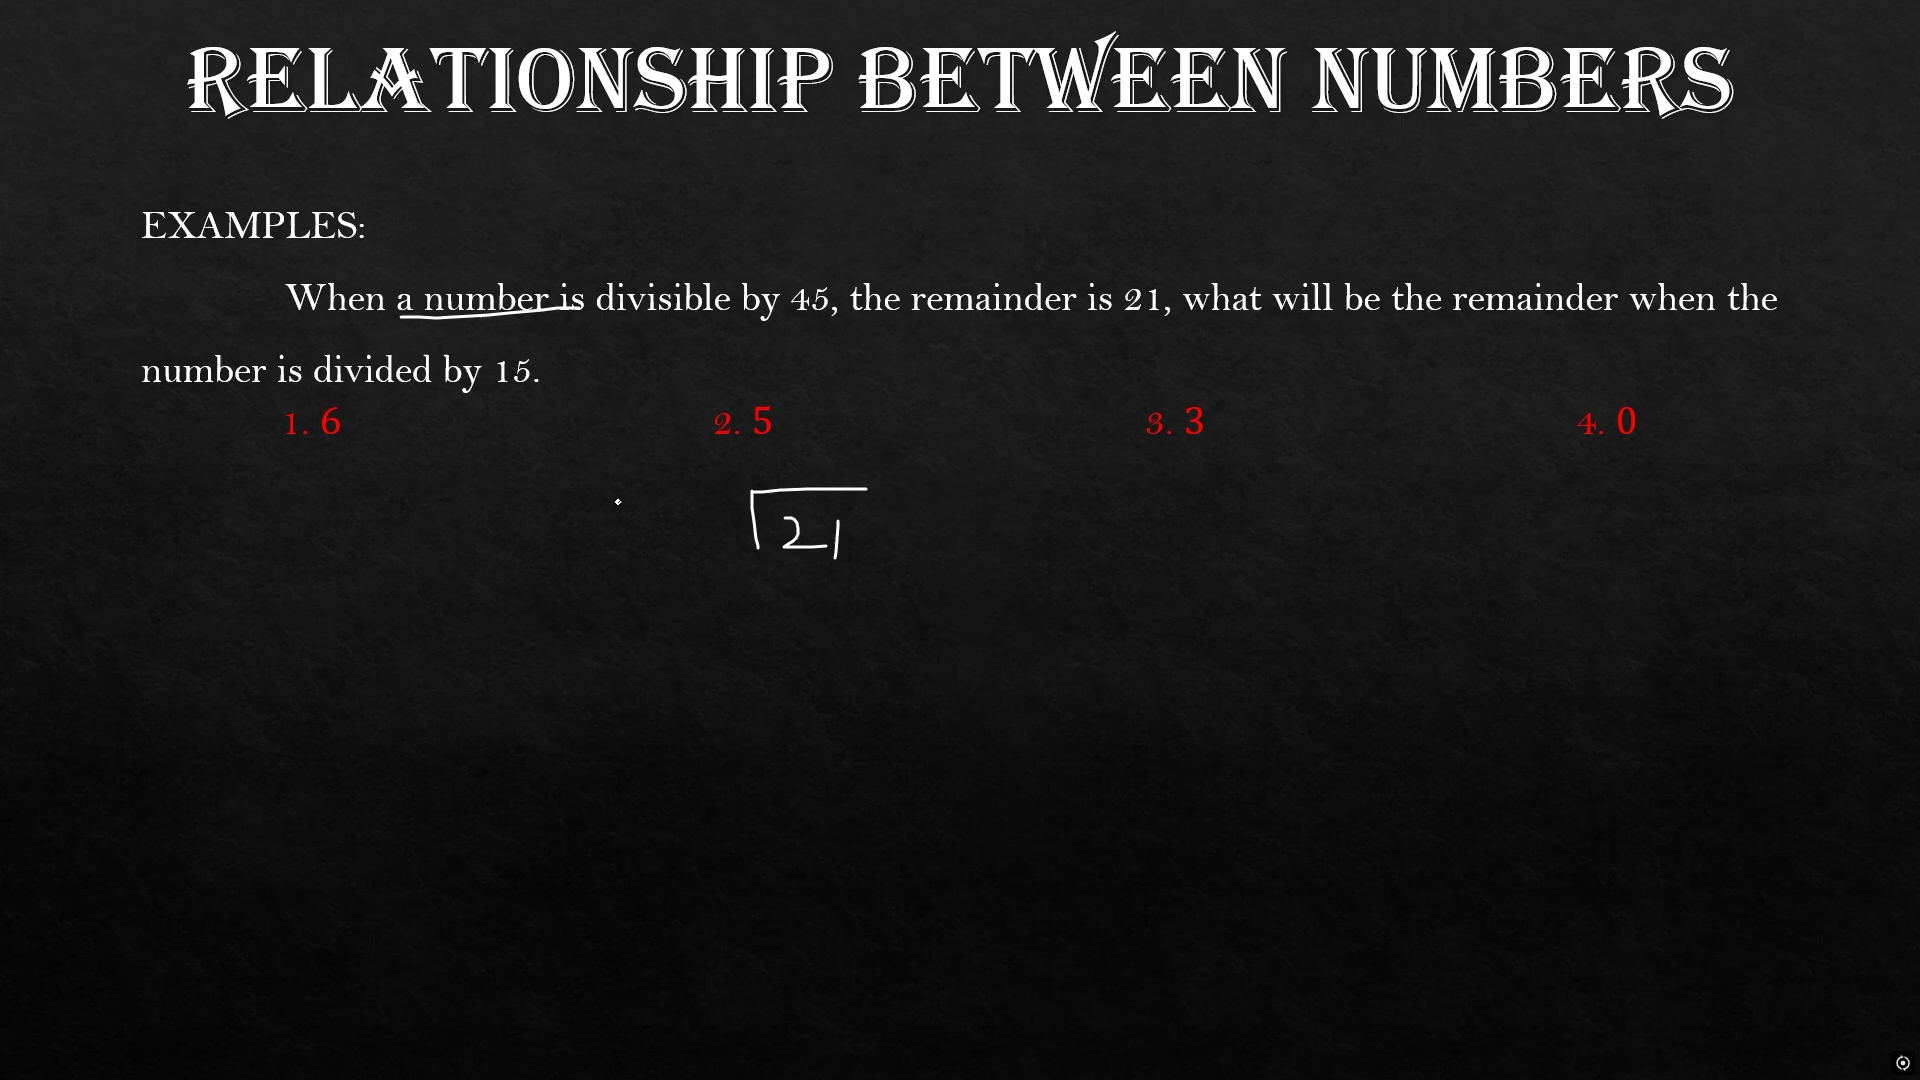 RELATIONSHIP BETWEEN NUMBERS
EXAMPLES:
When a number is divisible by 45, the remainder is 21, what will be the remainder when the
number is divided by 15.
1. 6 2. 5 3. 3 4. 0
21